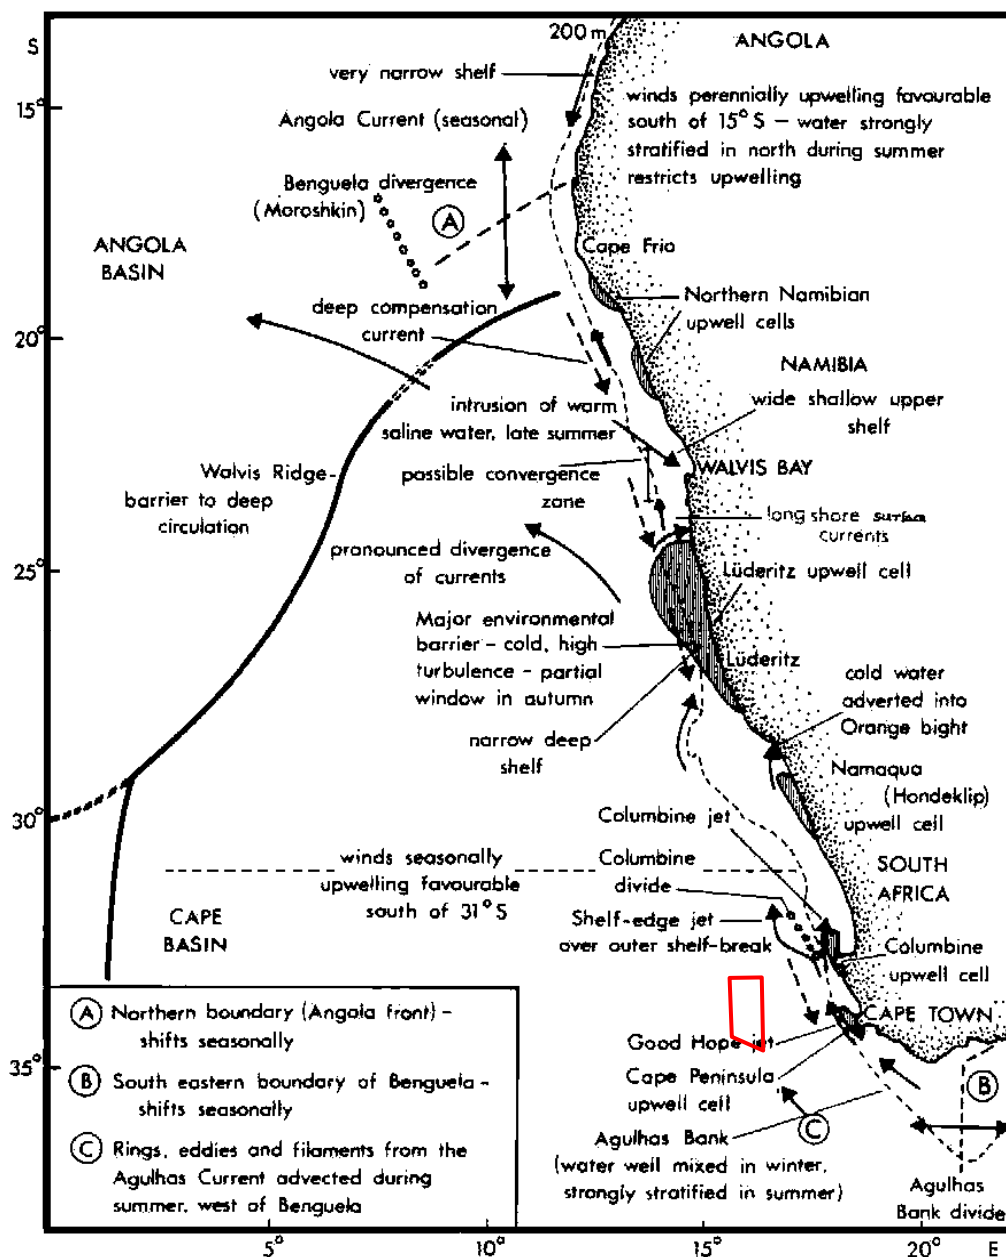 S
200 m
ANGOLA
very narrow shelf
15°
winds perennially upwelling favourable
south of 15°S – water strongly
stratified in north during summer
restricts upwelling
Angola Current (seasonal)
Benguela divergence
(Moroshkin)
A
ANGOLA
BASIN
Cape Frio
deep compensation
current
Northern Namibian
upwell cells
20°
NAMIBIA
intrusion of warm
saline water, late summer
wide shallow upper
shelf
Walvis Ridge-
barrier to deep
circulation
possible convergence
zone
WALVIS BAY
long shore surface
currents
pronounced divergence
of currents
25°
Lüderitz upwell cell
Major environmental
barrier – cold, high
turbulence – partial
window in autumn
Lüderitz
cold water
adverted into
Orange bight
narrow deep
shelf
Namaqua
(Hondeklip)
upwell cell
30°
Columbine jet
winds seasonally
upwelling favourable
south of 31°S
Columbine
divide
SOUTH
AFRICA
CAPE
BASIN
Shelf-edge jet
over outer shelf-break
Columbine
upwell cell
A Northern boundary (Angola front) –
shifts seasonally
CAPE TOWN
Good Hope jet
35°
B South eastern boundary of Benguela –
shifts seasonally
Cape Peninsula
upwell cell
B
C
C Rings, eddies and filaments from the
Agulhas Current advected during
summer, west of Benguela
Agulhas Bank
(water well mixed in winter,
strongly stratified in summer)
Agulhas
Bank divide
5°
10°
15°
20°
E